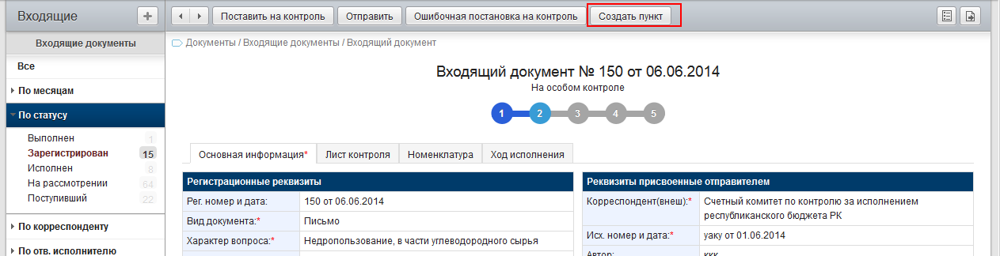 Входящие
Входящие документы
Все
По месяцам
По статусу
Выполнен 1
Зарегистрирован 15
Исполнен 8
На рассмотрении 64
Поступивший 22
По корреспонденту
По отв. исполнителю
Поставить на контроль Отправить Ошибочная постановка на контроль Создать пункт
Документы / Входящие документы / Входящий документ
Входящий документ № 150 от 06.06.2014
На особом контроле
1 2 3 4 5
Основная информация* Лист контроля Номенклатура Ход исполнения
Регистрационные реквизиты
Рег. номер и дата: 150 от 06.06.2014
Вид документа:* Письмо
Характер вопроса:* Недропользование, в части углеводородного сырья
Реквизиты присвоенные отправителем
Корреспондент(внеш):* Счетный комитет по контролю за исполнением
республиканского бюджета РК
Исх. номер и дата:* уаку от 01.06.2014
Автор: ккк